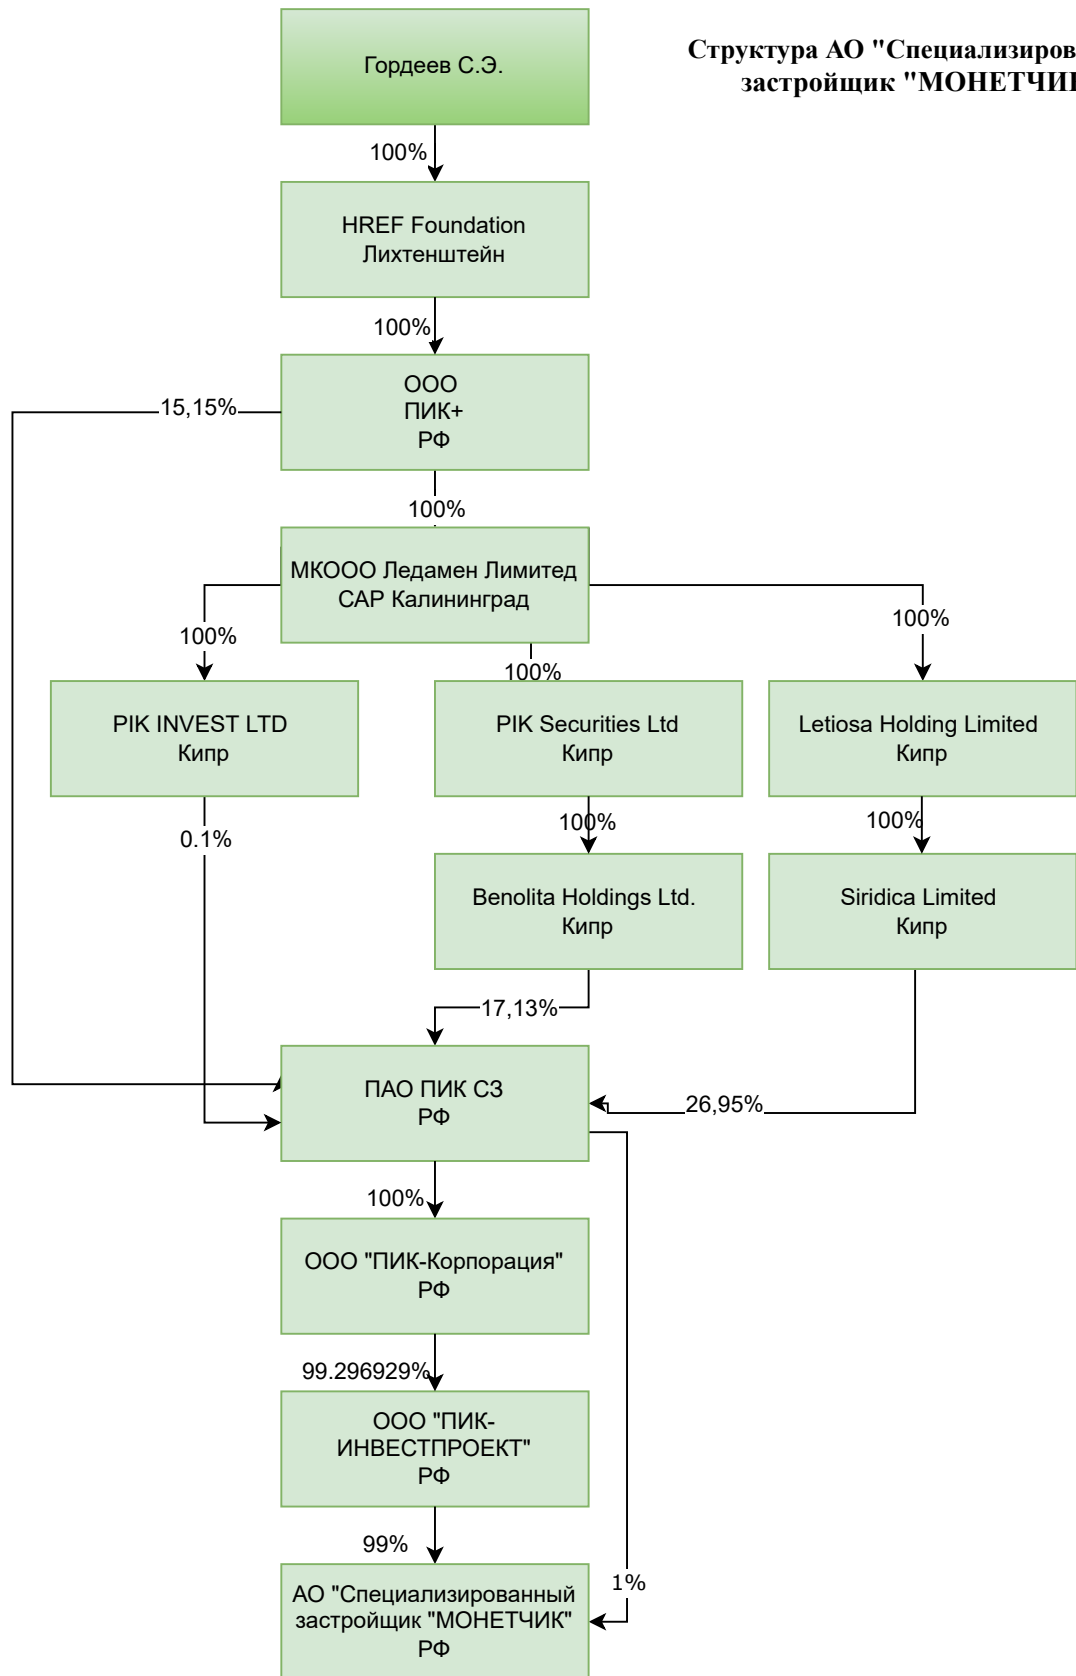 Гордеев С.Э.
Структура АО "Специализиров
застройщик "МОНЕТЧИ
100%
HREF Foundation
Лихтенштейн
100%
ООО
ПИК+
РФ
15,15%
100%
МКООО Ледамен Лимитед
САР Калининград
100%
100%
100%
PIK INVEST LTD
Кипр
PIK Securities Ltd
Кипр
Letiosa Holding Limited
Кипр
0.1%
100%
100%
Benolita Holdings Ltd.
Кипр
Siridica Limited
Кипр
17,13%
ПАО ПИК СЗ
РФ
26,95%
100%
ООО "ПИК-Корпорация"
РФ
99.296929%
ООО "ПИК-
ИНВЕСТПРОЕКТ"
РФ
99%
1%
АО "Специализированный
застройщик "МОНЕТЧИК"
РФ